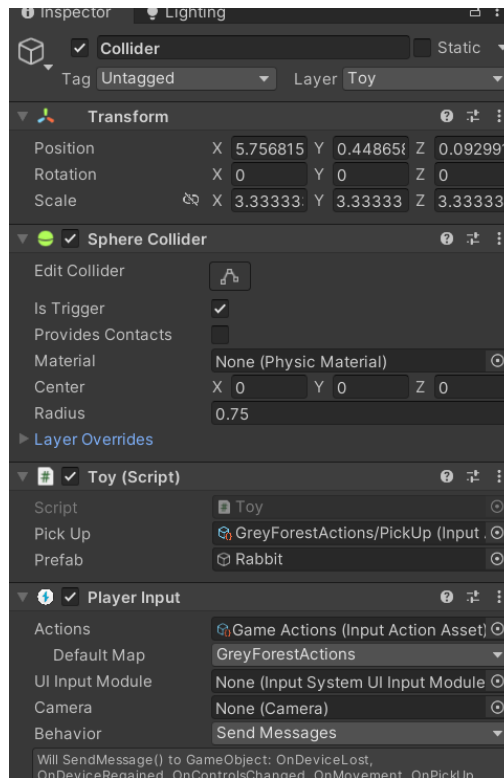 Inspector Lighting
Collider Static
Tag Untagged Layer Toy
Transform
Position X 5.756815 Y 0.448658 Z 0.09299
Rotation X 0 Y 0 Z 0
Scale X 3.33333 Y 3.33333 Z 3.33333
Sphere Collider
Edit Collider
Is Trigger
Provides Contacts
Material None (Physic Material)
Center X 0 Y 0 Z 0
Radius 0.75
Layer Overrides
# Toy (Script)
Script # Toy
Pick Up GreyForestActions/PickUp (Input
Prefab Rabbit
Player Input
Actions Game Actions (Input Action Asset)
Default Map GreyForestActions
UI Input Module None (Input System UI Input Module
Camera None (Camera)
Behavior Send Messages
Will SendMessage() to GameObject: OnDeviceLost,
OnDeviceRegained, OnControlsChanged, OnMovement, OnPickUp